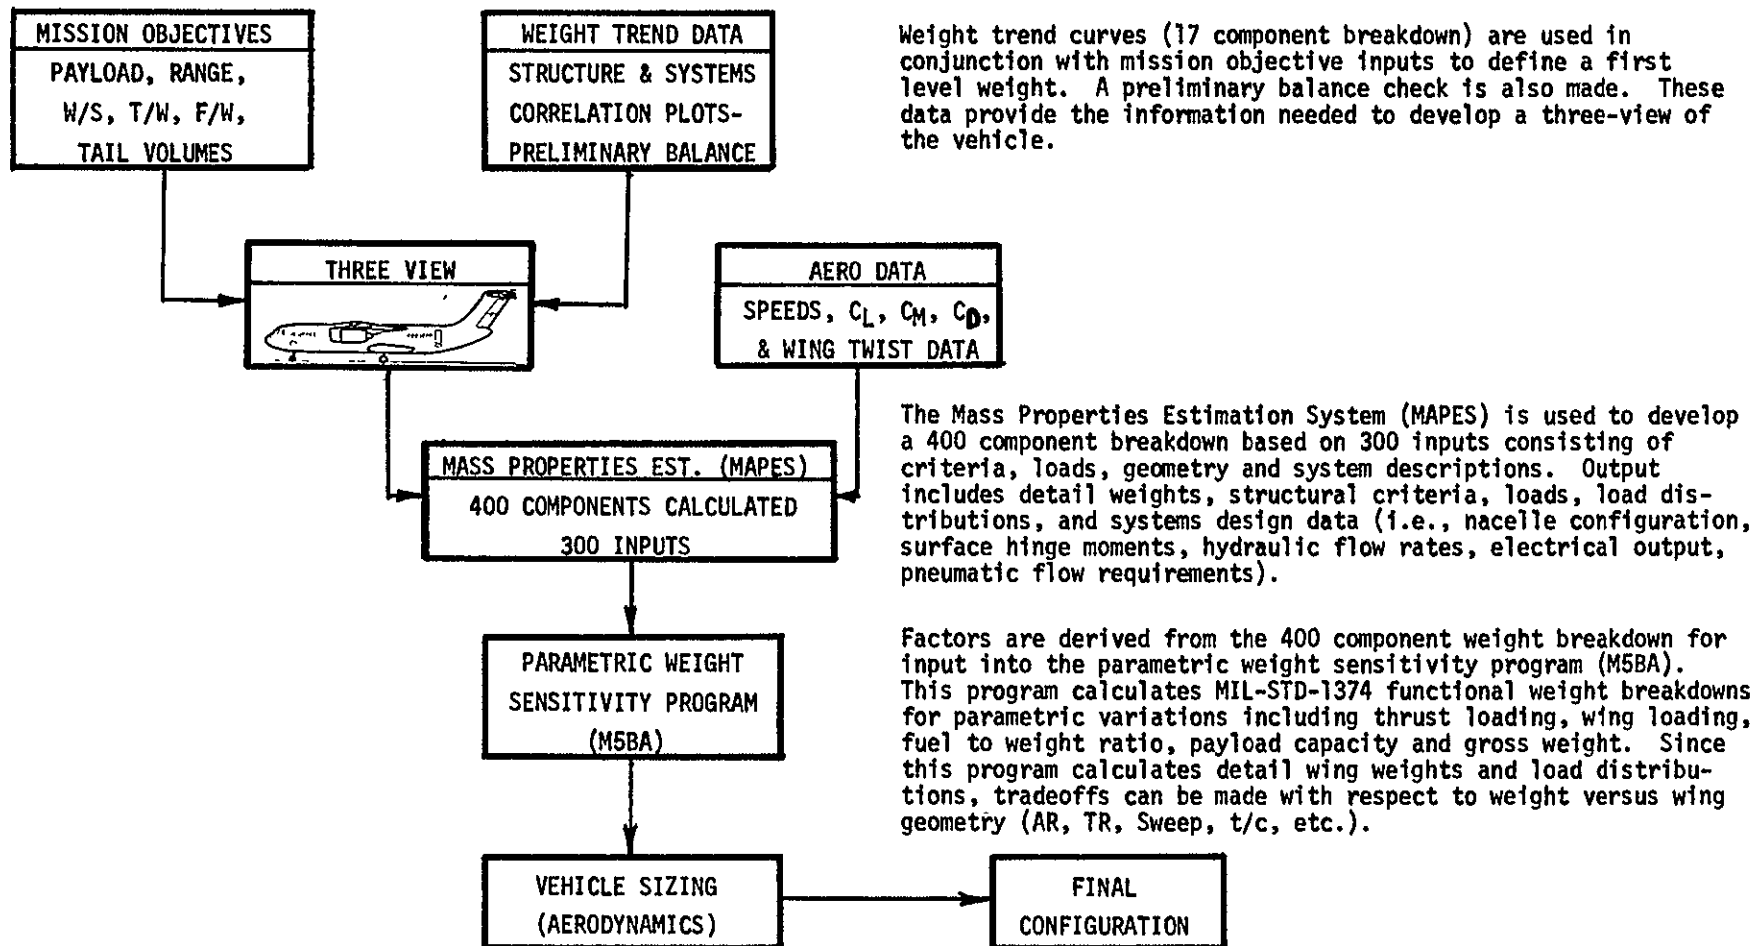 MISSION OBJECTIVES
PAYLOAD, RANGE,
W/S, T/W, F/W,
TAIL VOLUMES
WEIGHT TREND DATA
STRUCTURE & SYSTEMS
CORRELATION PLOTS-
PRELIMINARY BALANCE
Weight trend curves (17 component breakdown) are used in
conjunction with mission objective inputs to define a first
level weight. A preliminary balance check is also made. These
data provide the information needed to develop a three-view of
the vehicle.
THREE VIEW
AERO DATA
SPEEDS, CL, CM, CD,
& WING TWIST DATA
MASS PROPERTIES EST. (MAPES)
400 COMPONENTS CALCULATED
300 INPUTS
The Mass Properties Estimation System (MAPES) is used to develop
a 400 component breakdown based on 300 inputs consisting of
criteria, loads, geometry and system descriptions. Output
includes detail weights, structural criteria, loads, load dis-
tributions, and systems design data (i.e., nacelle configuration,
surface hinge moments, hydraulic flow rates, electrical output,
pneumatic flow requirements).
PARAMETRIC WEIGHT
SENSITIVITY PROGRAM
(M5BA)
Factors are derived from the 400 component weight breakdown for
input into the parametric weight sensitivity program (M5BA).
This program calculates MIL-STD-1374 functional weight breakdowns
for parametric variations including thrust loading, wing loading,
fuel to weight ratio, payload capacity and gross weight. Since
this program calculates detail wing weights and load distribu-
tions, tradeoffs can be made with respect to weight versus wing
geometry (AR, TR, Sweep, t/c, etc.).
VEHICLE SIZING
(AERODYNAMICS)
FINAL
CONFIGURATION